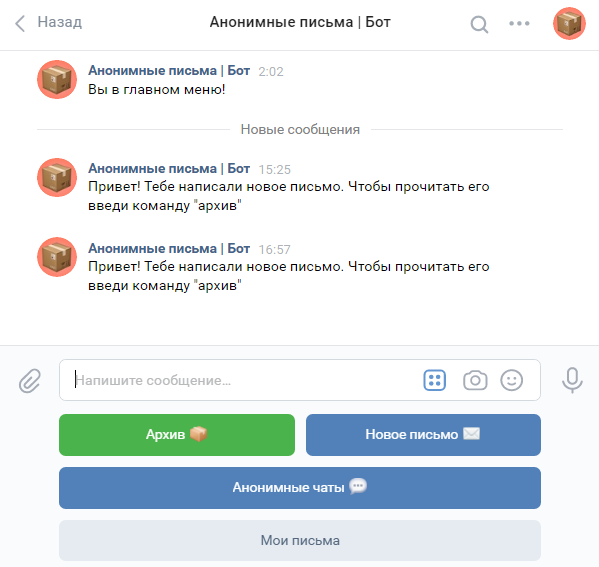 Назад
Анонимные письма | Бот
Анонимные письма | Бот 2:02
Вы в главном меню!
Новые сообщения
Анонимные письма | Бот 15:25
Привет! Тебе написали новое письмо. Чтобы прочитать его
введи команду "архив"
Анонимные письма | Бот 16:57
Привет! Тебе написали новое письмо. Чтобы прочитать его
введи команду "архив"
Напишите сообщение...
Архив 📦
Новое письмо ✉️
Анонимные чаты 💬
Мои письма